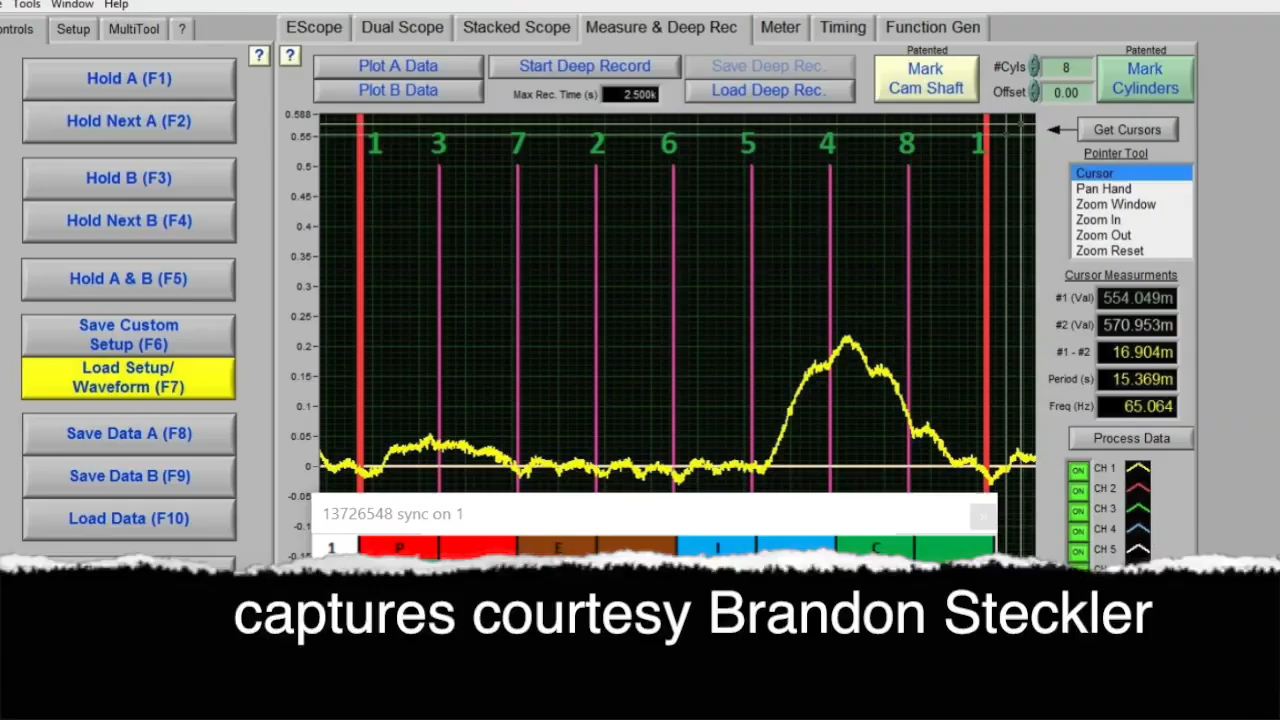 Tools Window Help
ontrols Setup MultiTool ?
EScope Dual Scope Stacked Scope Measure & Deep Rec Meter Timing Function Gen
? ?
Hold A (F1)
Hold Next A (F2)
Hold B (F3)
Hold Next B (F4)
Hold A & B (F5)
Save Custom
Setup (F6)
Load Setup/
Waveform (F7)
Save Data A (F8)
Save Data B (F9)
Load Data (F10)
Plot A Data
Plot B Data
Start Deep Record
Max Rec. Time (s) 2.500k
Save Deep Rec.
Load Deep Rec.
Patented
Mark
Cam Shaft
#Cyls 8
Offset 0.00
Patented
Mark
Cylinders
0.588
0.55
0.5
0.45
0.4
0.35
0.3
0.25
0.2
0.15
0.1
0.05
0
-0.05
-0.1
-0.15
1 3 7 2 6 5 4 8 1
Get Cursors
Pointer Tool
Cursor
Pan Hand
Zoom Window
Zoom In
Zoom Out
Zoom Reset
Cursor Measurments
#1 (Val) 554.049m
#2 (Val) 570.953m
#1 - #2 16.904m
Period (s) 15.369m
Freq (Hz) 65.064
Process Data
ON CH 1
ON CH 2
ON CH 3
ON CH 4
ON CH 5
13726548 sync on 1
1 P E I C
captures courtesy Brandon Steckler